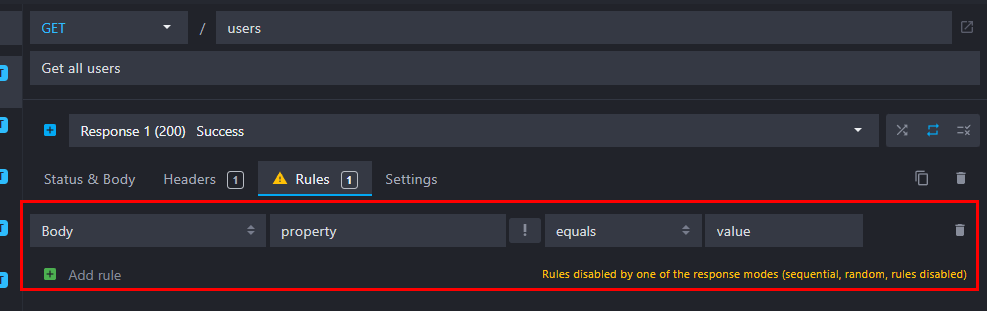 GET / users
Get all users
Response 1 (200) Success
Status & Body Headers 1 Rules 1 Settings
Body property ! equals value
Add rule Rules disabled by one of the response modes (sequential, random, rules disabled)